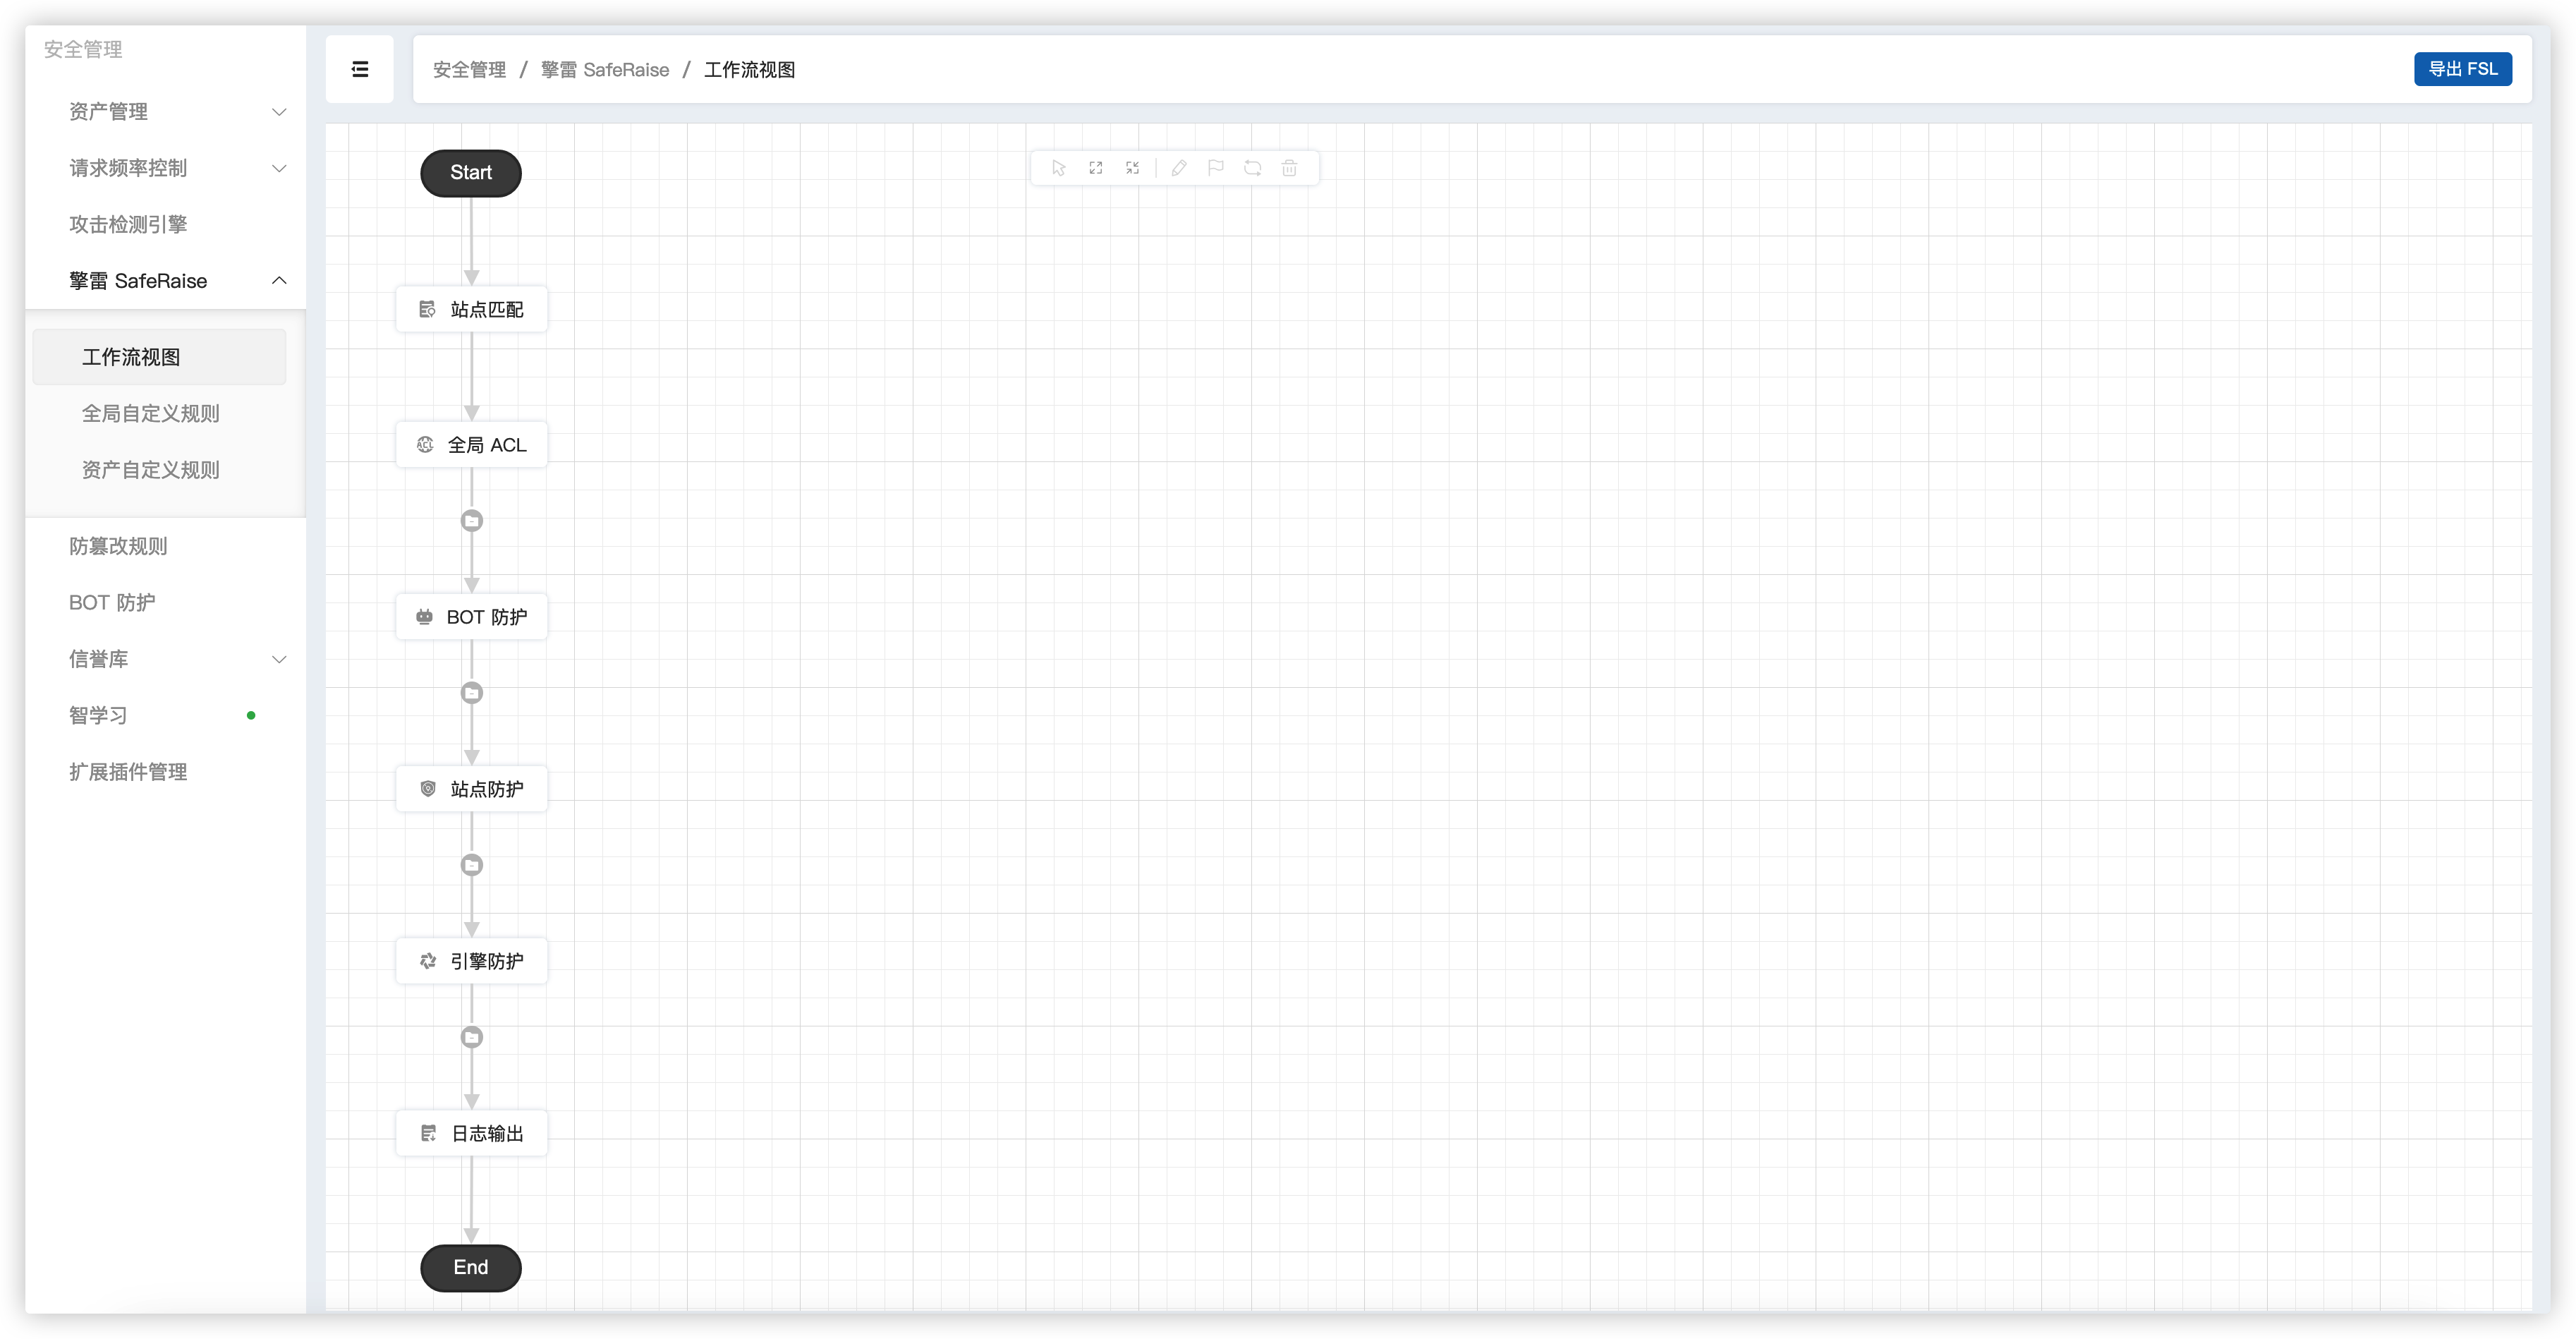 安全管理
资产管理
请求频率控制
攻击检测引擎
擎雷 SafeRaise
工作流视图
全局自定义规则
资产自定义规则
防篡改规则
BOT 防护
信誉库
智学习
扩展插件管理
安全管理 / 擎雷 SafeRaise / 工作流视图
导出 FSL
Start
站点匹配
ACL 全局 ACL
BOT 防护
站点防护
引擎防护
日志输出
End